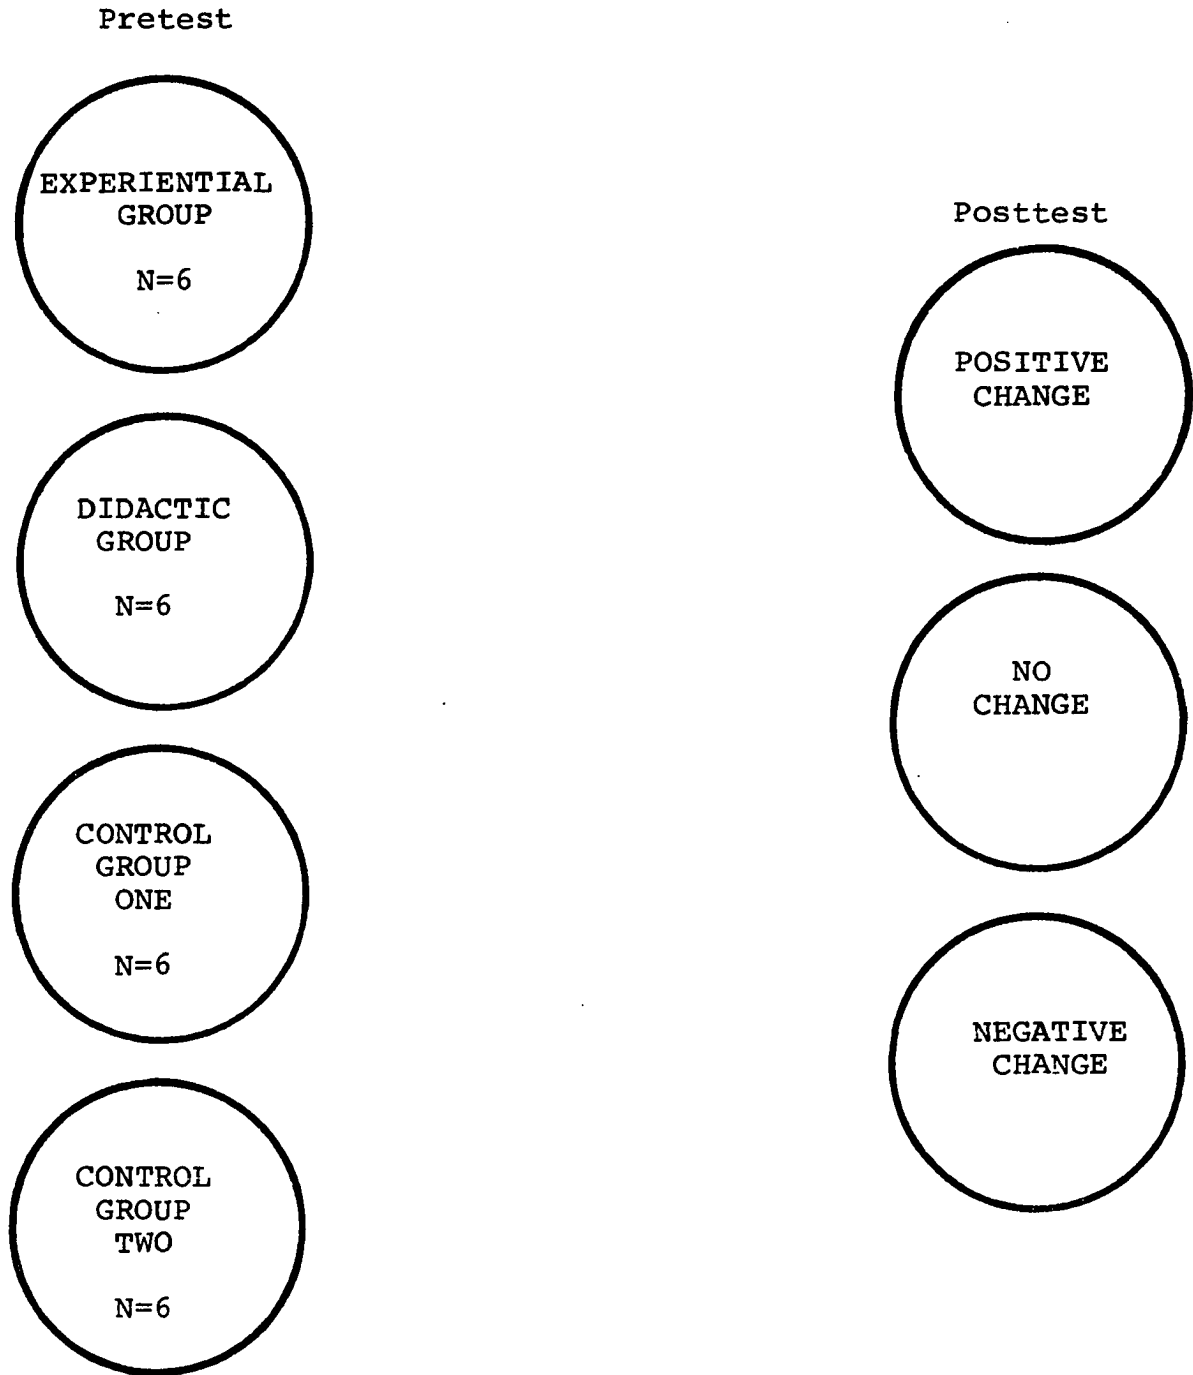 Pretest
EXPERIENTIAL
GROUP
N=6
DIDACTIC
GROUP
N=6
CONTROL
GROUP
ONE
N=6
CONTROL
GROUP
TWO
N=6
Posttest
POSITIVE
CHANGE
NO
CHANGE
NEGATIVE
CHANGE